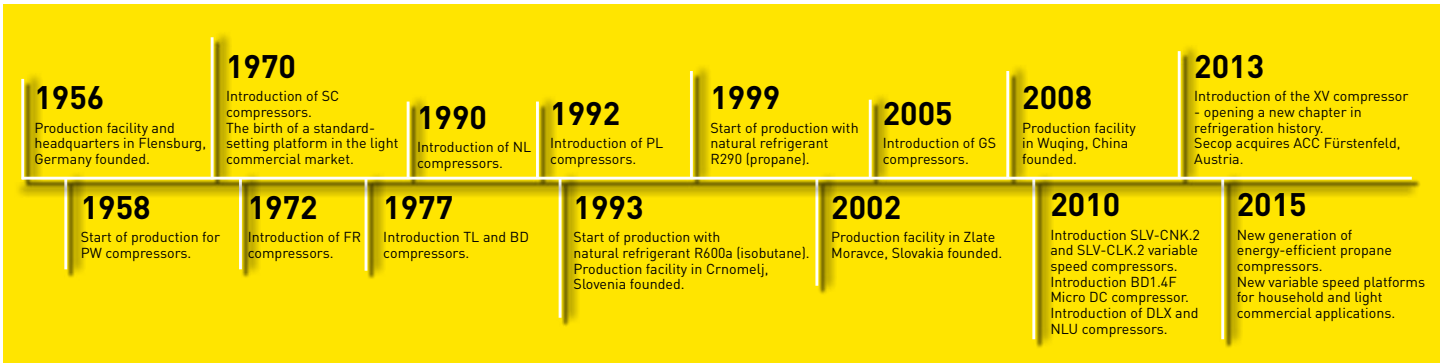 1956
Production facility and
headquarters in Flensburg,
Germany founded.
1958
Start of production for
PW compressors.
1970
Introduction of SC
compressors.
The birth of a standard-
setting platform in the light
commercial market.
1972
Introduction of FR
compressors.
1977
Introduction TL and BD
compressors.
1990
Introduction of NL
compressors.
1992
Introduction of PL
compressors.
1993
Start of production with
natural refrigerant R600a (isobutane).
Production facility in Crnomelj,
Slovenia founded.
1999
Start of production with
natural refrigerant
R290 (propane).
2002
Production facility in Zlate
Moravce, Slovakia founded.
2005
Introduction of GS
compressors.
2008
Production facility
in Wuqing, China
founded.
2010
Introduction SLV-CNK.2
and SLV-CLK.2 variable
speed compressors.
Introduction BD1.4F
Micro DC compressor.
Introduction of DLX and
NLU compressors.
2013
Introduction of the XV compressor
- opening a new chapter in
refrigeration history.
Secop acquires ACC Fürstenfeld,
Austria.
2015
New generation of
energy-efficient propane
compressors.
New variable speed platforms
for household and light
commercial applications.